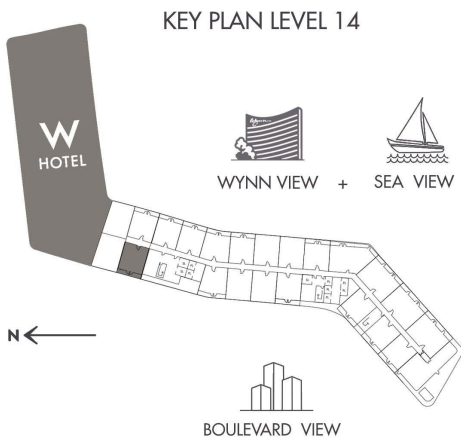 KEY PLAN LEVEL 14
W
HOTEL
WYNN VIEW + SEA VIEW
N
BOULEVARD VIEW